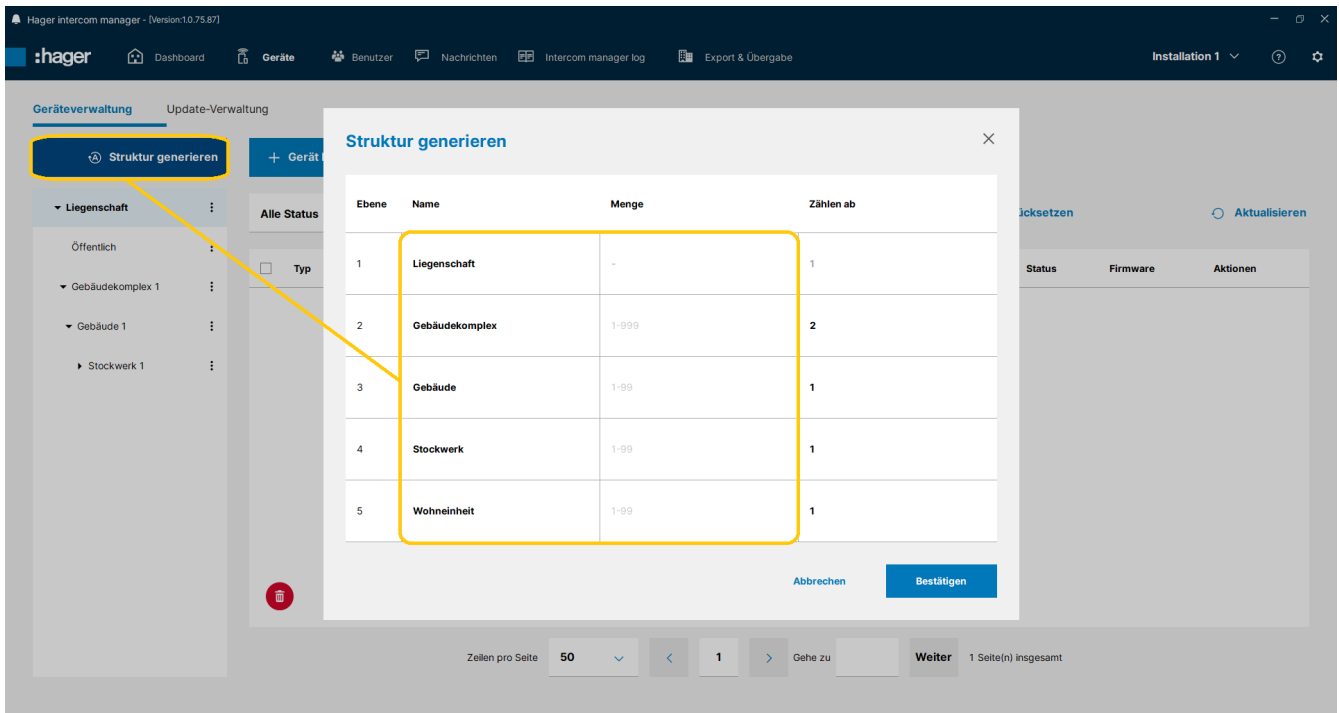 Hager intercom manager - [Version:1.0.75.87]
:hager Dashboard Geräte Benutzer Nachrichten Intercom manager log Export & Übergabe Installation 1
Geräteverwaltung Update-Verwaltung
Struktur generieren
+ Gerät
Liegenschaft
Öffentlich
Gebäudekomplex 1
Gebäude 1
Stockwerk 1
Alle Status
Aktualisieren
Typ Status Firmware Aktionen
Struktur generieren
Ebene Name Menge Zählen ab
1 Liegenschaft - 1
2 Gebäudekomplex 1-999 2
3 Gebäude 1-99 1
4 Stockwerk 1-99 1
5 Wohneinheit 1-99 1
Abbrechen Bestätigen
Zeilen pro Seite 50 < 1 > Gehe zu Weiter 1 Seite(n) insgesamt